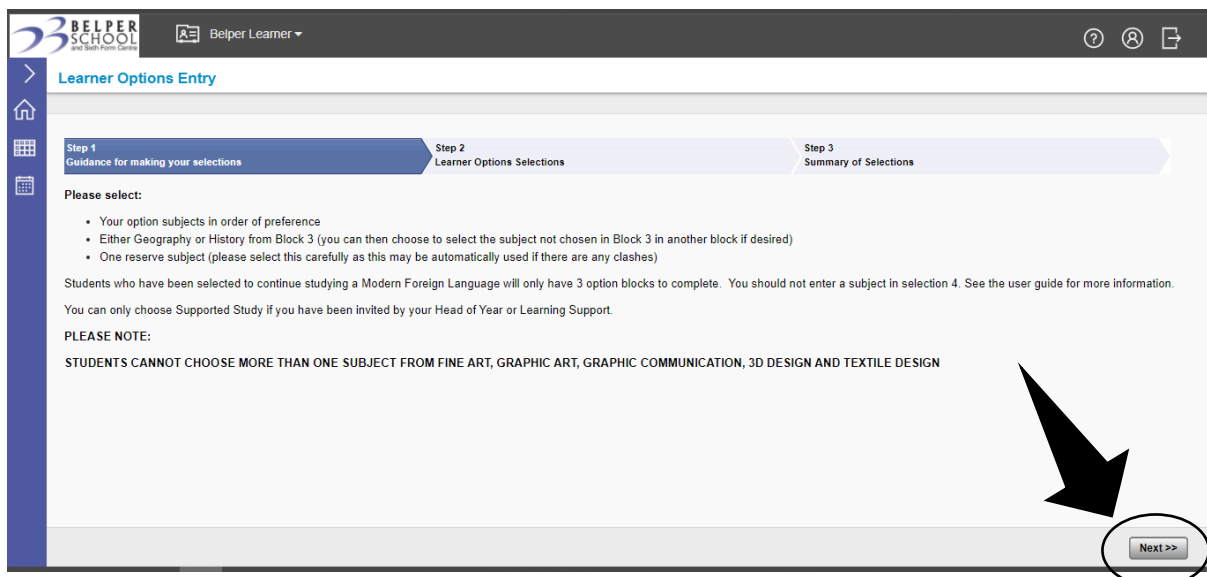 BELPER
SCHOOL
and Sixth Form Centre
Belper Learner
Learner Options Entry
Step 1
Guidance for making your selections
Step 2
Learner Options Selections
Step 3
Summary of Selections
Please select:
• Your option subjects in order of preference
• Either Geography or History from Block 3 (you can then choose to select the subject not chosen in Block 3 in another block if desired)
• One reserve subject (please select this carefully as this may be automatically used if there are any clashes)
Students who have been selected to continue studying a Modern Foreign Language will only have 3 option blocks to complete. You should not enter a subject in selection 4. See the user guide for more information.
You can only choose Supported Study if you have been invited by your Head of Year or Learning Support.
PLEASE NOTE:
STUDENTS CANNOT CHOOSE MORE THAN ONE SUBJECT FROM FINE ART, GRAPHIC ART, GRAPHIC COMMUNICATION, 3D DESIGN AND TEXTILE DESIGN
Next >>